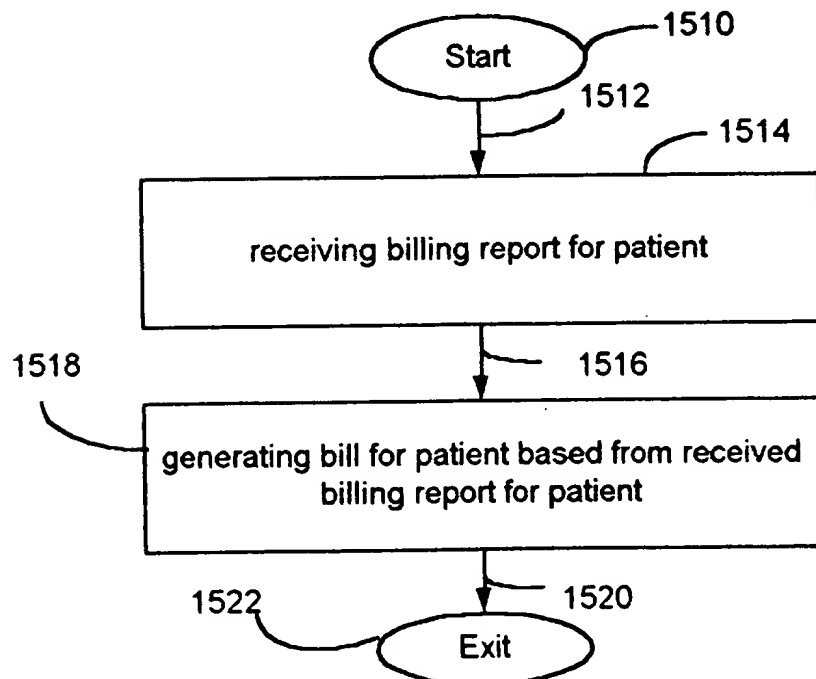 Start
1510
1512
1514
receiving billing report for patient
1516
1518
generating bill for patient based from received
billing report for patient
1520
1522
Exit